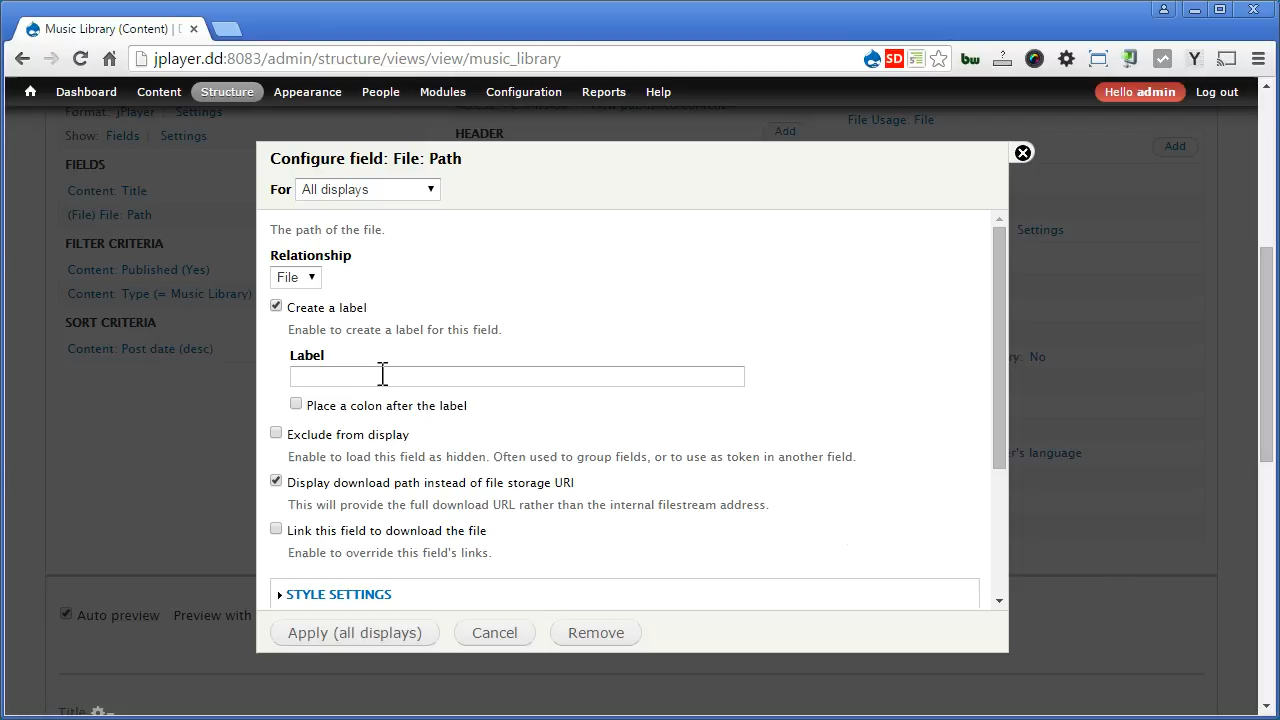 Music Library (Content) | D
jplayer.dd:8083/admin/structure/views/view/music_library
SD
bw
Y
Dashboard Content Structure Appearance People Modules Configuration Reports Help Hello admin Log out
Format: jPlayer | Settings
Show: Fields | Settings
HEADER Add
File Usage: File
Add
FIELDS
Content: Title
(File) File: Path
FILTER CRITERIA
Content: Published (Yes)
Content: Type (= Music Library)
SORT CRITERIA
Content: Post date (desc)
Settings
No
's language
Configure field: File: Path
For All displays
The path of the file.
Relationship
File
Create a label
Enable to create a label for this field.
Label
Place a colon after the label
Exclude from display
Enable to load this field as hidden. Often used to group fields, or to use as token in another field.
Display download path instead of file storage URI
This will provide the full download URL rather than the internal filestream address.
Link this field to download the file
Enable to override this field's links.
STYLE SETTINGS
Apply (all displays) Cancel Remove
Auto preview Preview with
Title